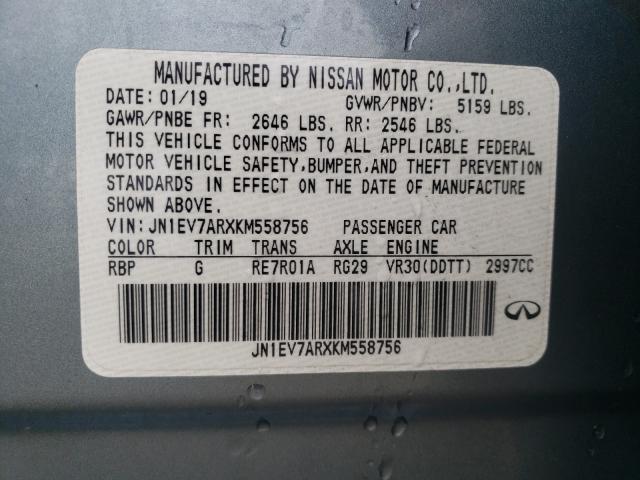 MANUFACTURED BY NISSAN MOTOR CO.,LTD.
DATE: 01/19 GVWR/PNBV: 5159 LBS.
GAWR/PNBE FR: 2646 LBS. RR: 2546 LBS.
THIS VEHICLE CONFORMS TO ALL APPLICABLE FEDERAL
MOTOR VEHICLE SAFETY,BUMPER,AND THEFT PREVENTION
STANDARDS IN EFFECT ON THE DATE OF MANUFACTURE
SHOWN ABOVE.
VIN:JN1EV7ARXKM558756 PASSENGER CAR
COLOR TRIM TRANS AXLE ENGINE
RBP G RE7R01A RG29 VR30(DDTT) 2997CC
JN1EV7ARXKM558756